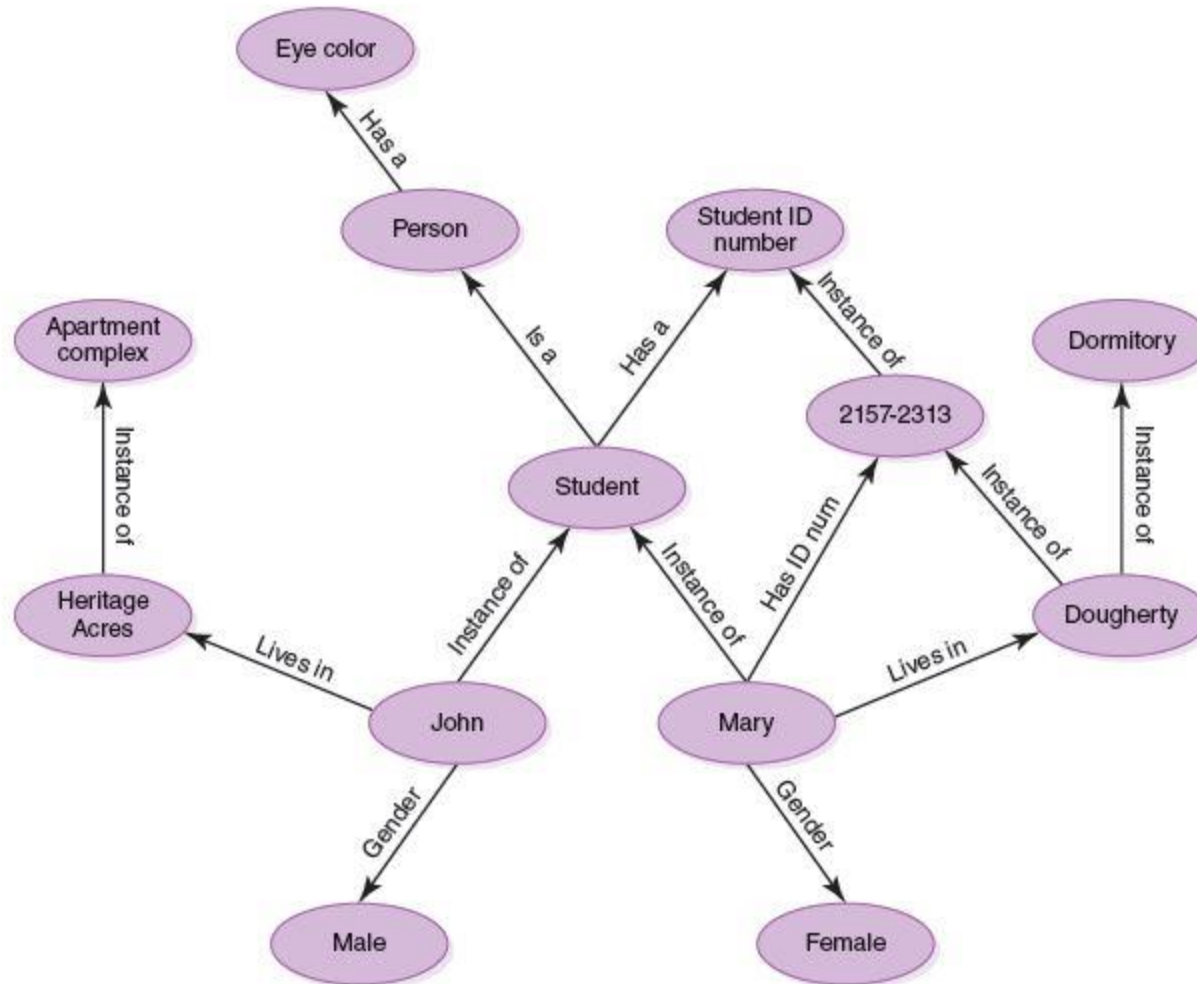 Eye color
Has a
Person
Student ID
number
Is a
Has a
Instance of
Apartment
complex
Dormitory
2157-2313
Instance of
Student
Instance of
Instance of
Has ID num
Instance of
Instance of
Heritage
Acres
Dougherty
Lives in
Lives in
John
Mary
Gender
Gender
Male
Female